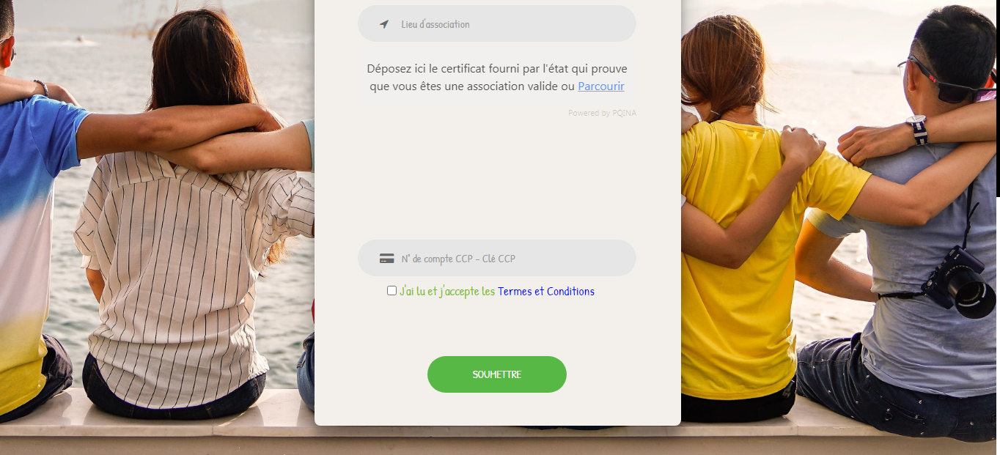 Lieu d'association
Déposez ici le certificat fourni par l'état qui prouve
que vous êtes une association valide ou Parcourir
Powered by PQINA
N° de compte CCP - Clé CCP
J'ai lu et j'accepte les Termes et Conditions
SOUMETTRE